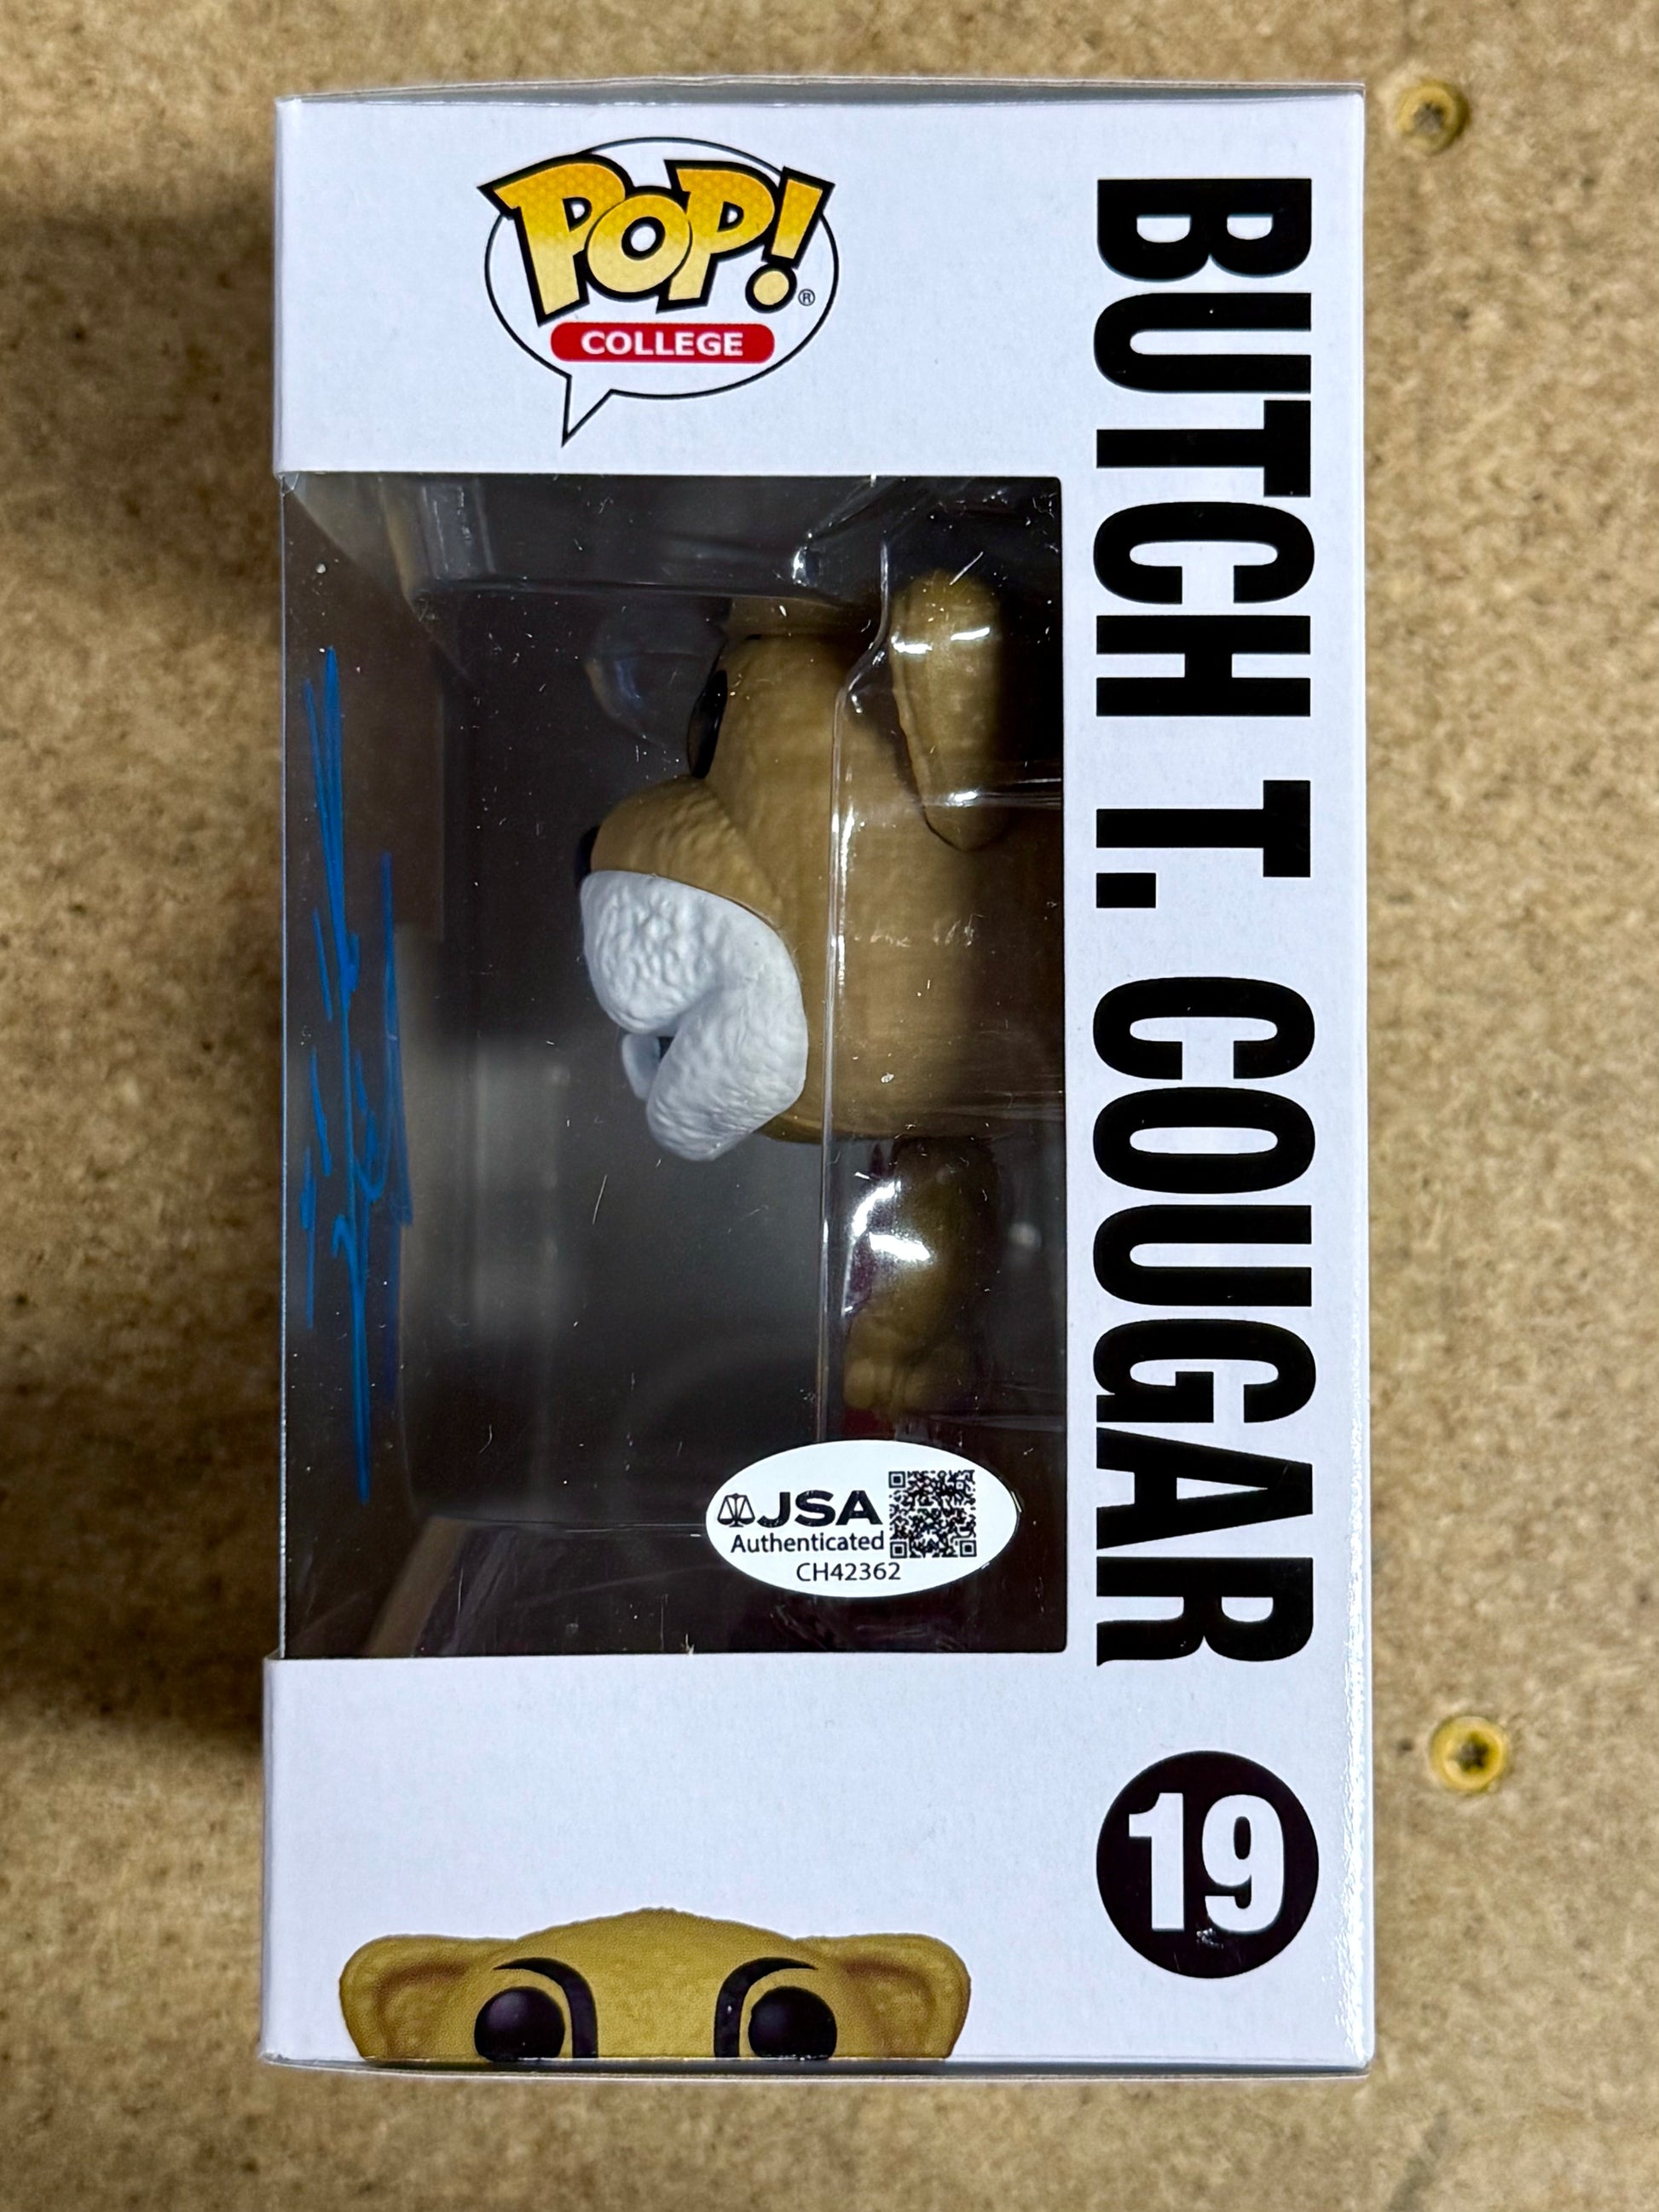 POP!®
COLLEGE
BUTCH T. COUGAR
19
JSA
Authenticated
CH42362